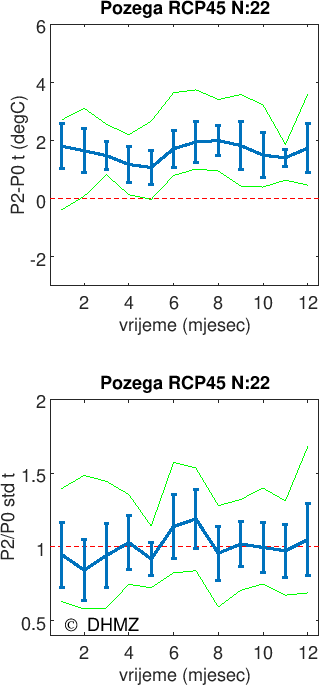 Pozega RCP45 N:22
6
4
2
0
-2
P2-P0 t (degC)
2 4 6 8 10 12
vrijeme (mjesec)
Pozega RCP45 N:22
2
1.5
1
0.5
P2/P0 std t
© DHMZ
2 4 6 8 10 12
vrijeme (mjesec)